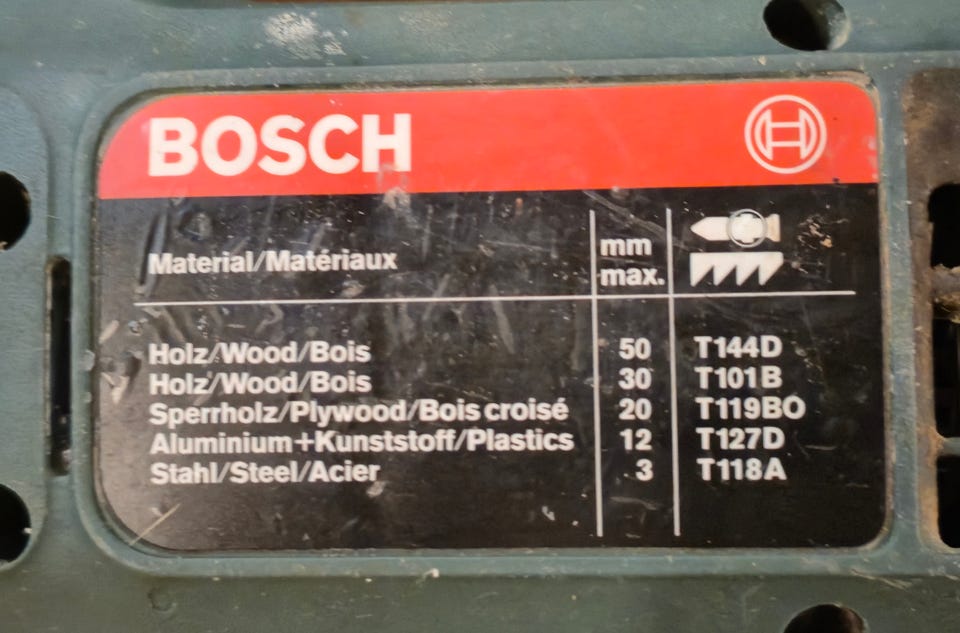 BOSCH
Material/Matériaux mm max.
Holz/Wood/Bois 50 T144D
Holz/Wood/Bois 30 T101B
Sperrholz/Plywood/Bois croisé 20 T119BO
Aluminium+Kunststoff/Plastics 12 T127D
Stahl/Steel/Acier 3 T118A